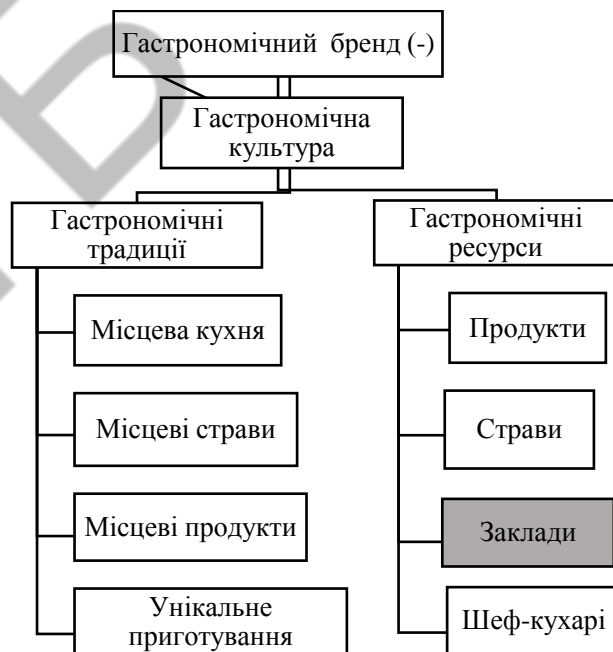 Гастрономічний бренд (-)
Гастрономічна
культура
Гастрономічні
традиції
Місцева кухня
Місцеві страви
Місцеві продукти
Унікальне
приготування
Гастрономічні
ресурси
Продукти
Страви
Заклади
Шеф-кухарі